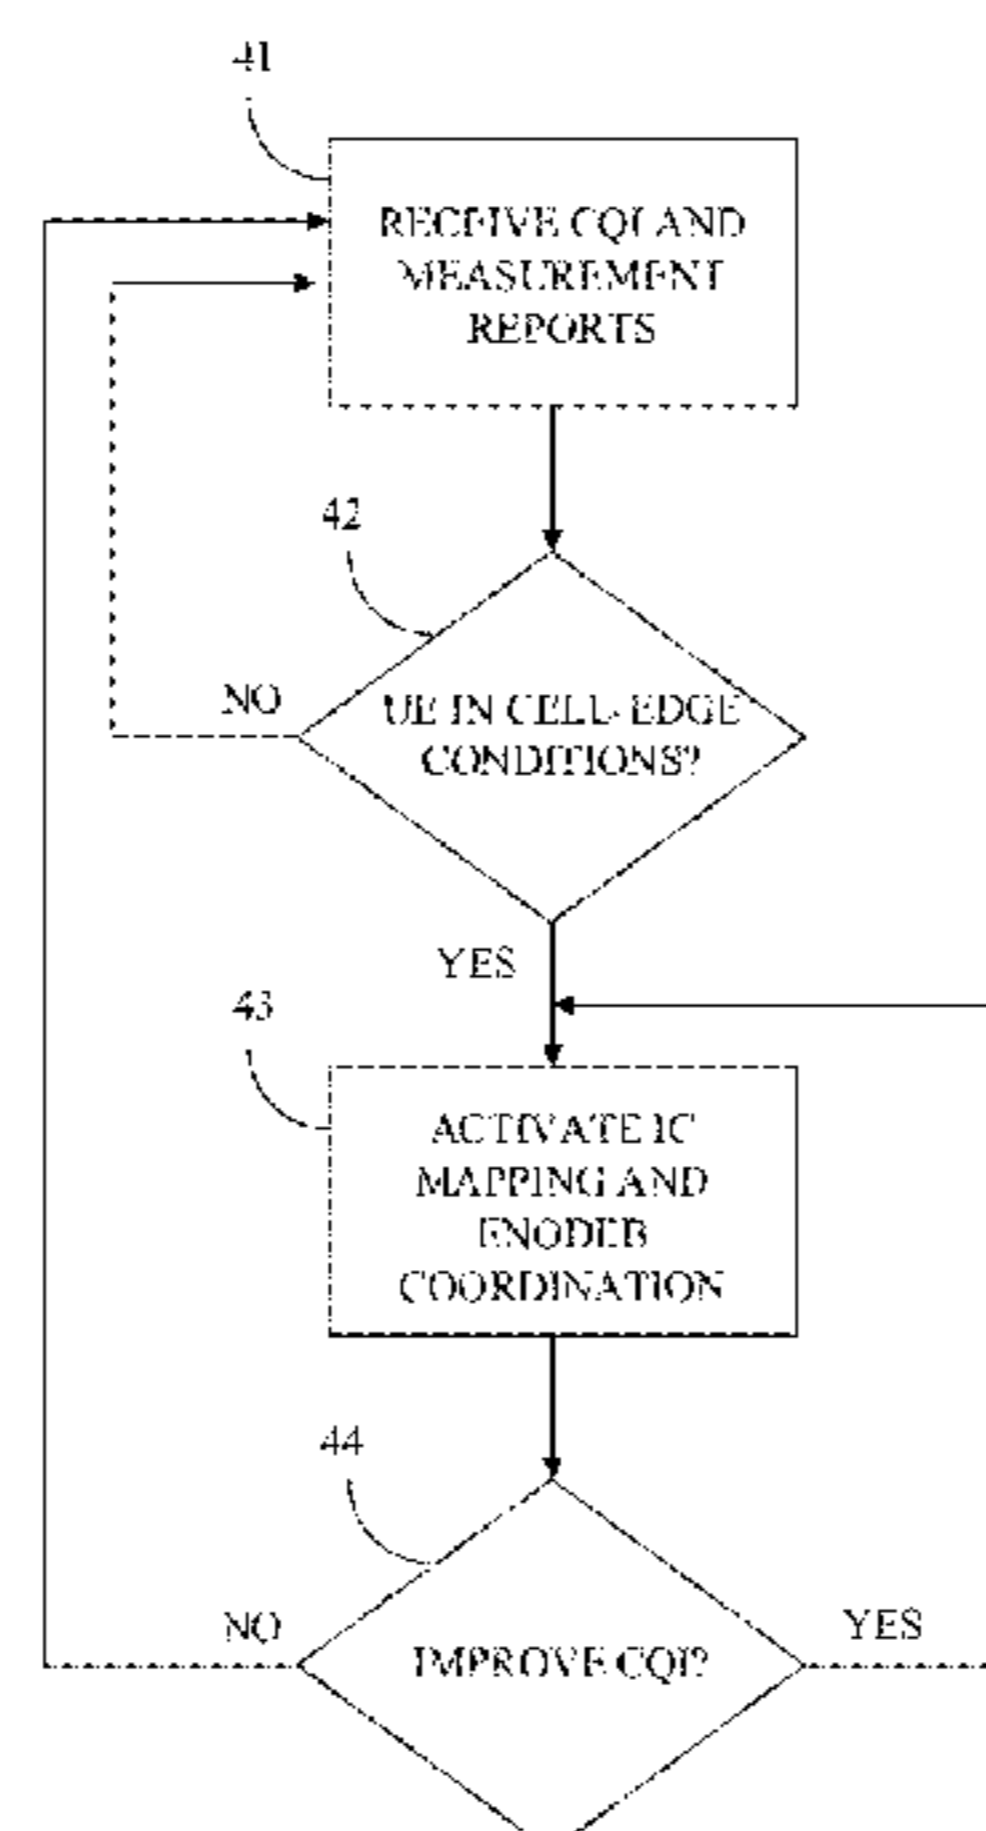 41
RECEIVE CQI AND
MEASUREMENT
REPORTS
42
NO
UE IN CELL-EDGE
CONDITIONS?
YES
43
ACTIVATE IC
MAPPING AND
ENODEB
COORDINATION
44
NO
IMPROVE CQI?
YES